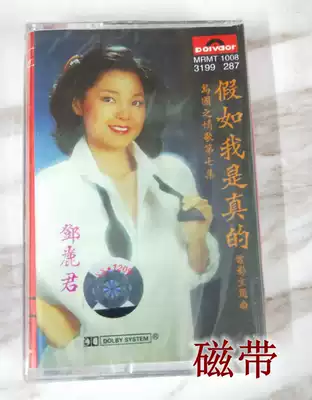 polydor
MRMT 1008
3199 287
假如我是真的
電影主題曲
島國之情歌第七集
鄧麗君
DOLBY SYSTEM®
磁带